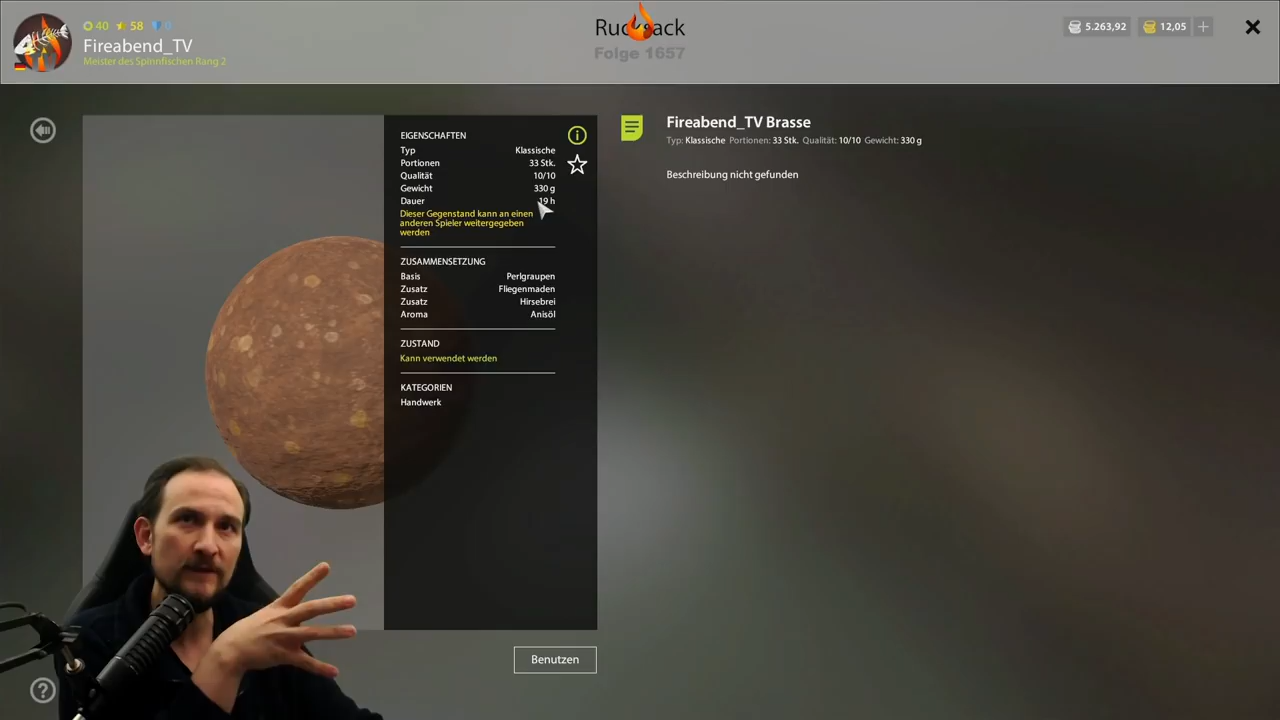 40 58 0
Fireabend_TV
Meister des Spinnfischen Rang 2
Rucksack
Folge 1657
5.263,92 12,05 +
EIGENSCHAFTEN
Typ Klassische
Portionen 33 Stk.
Qualität 10/10
Gewicht 330 g
Dauer 19 h
Dieser Gegenstand kann an einen
anderen Spieler weitergegeben
werden
ZUSAMMENSETZUNG
Basis Perlgraupen
Zusatz Fliegenmaden
Zusatz Hirsebrei
Aroma Anisöl
ZUSTAND
Kann verwendet werden
KATEGORIEN
Handwerk
Fireabend_TV Brasse
Typ: Klassische Portionen: 33 Stk. Qualität: 10/10 Gewicht: 330 g
Beschreibung nicht gefunden
Benutzen
?